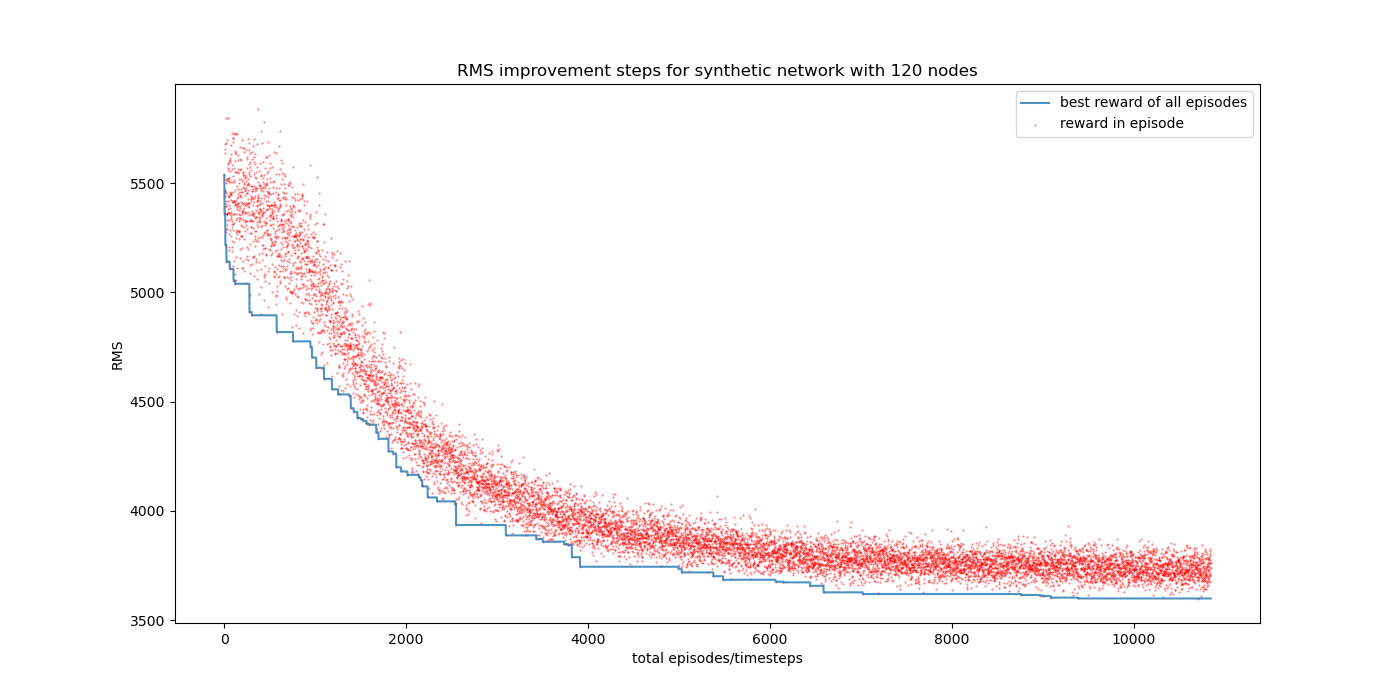 RMS improvement steps for synthetic network with 120 nodes
best reward of all episodes
reward in episode
5500
5000
4500
4000
3500
RMS
0
2000
4000
6000
8000
10000
total episodes/timesteps